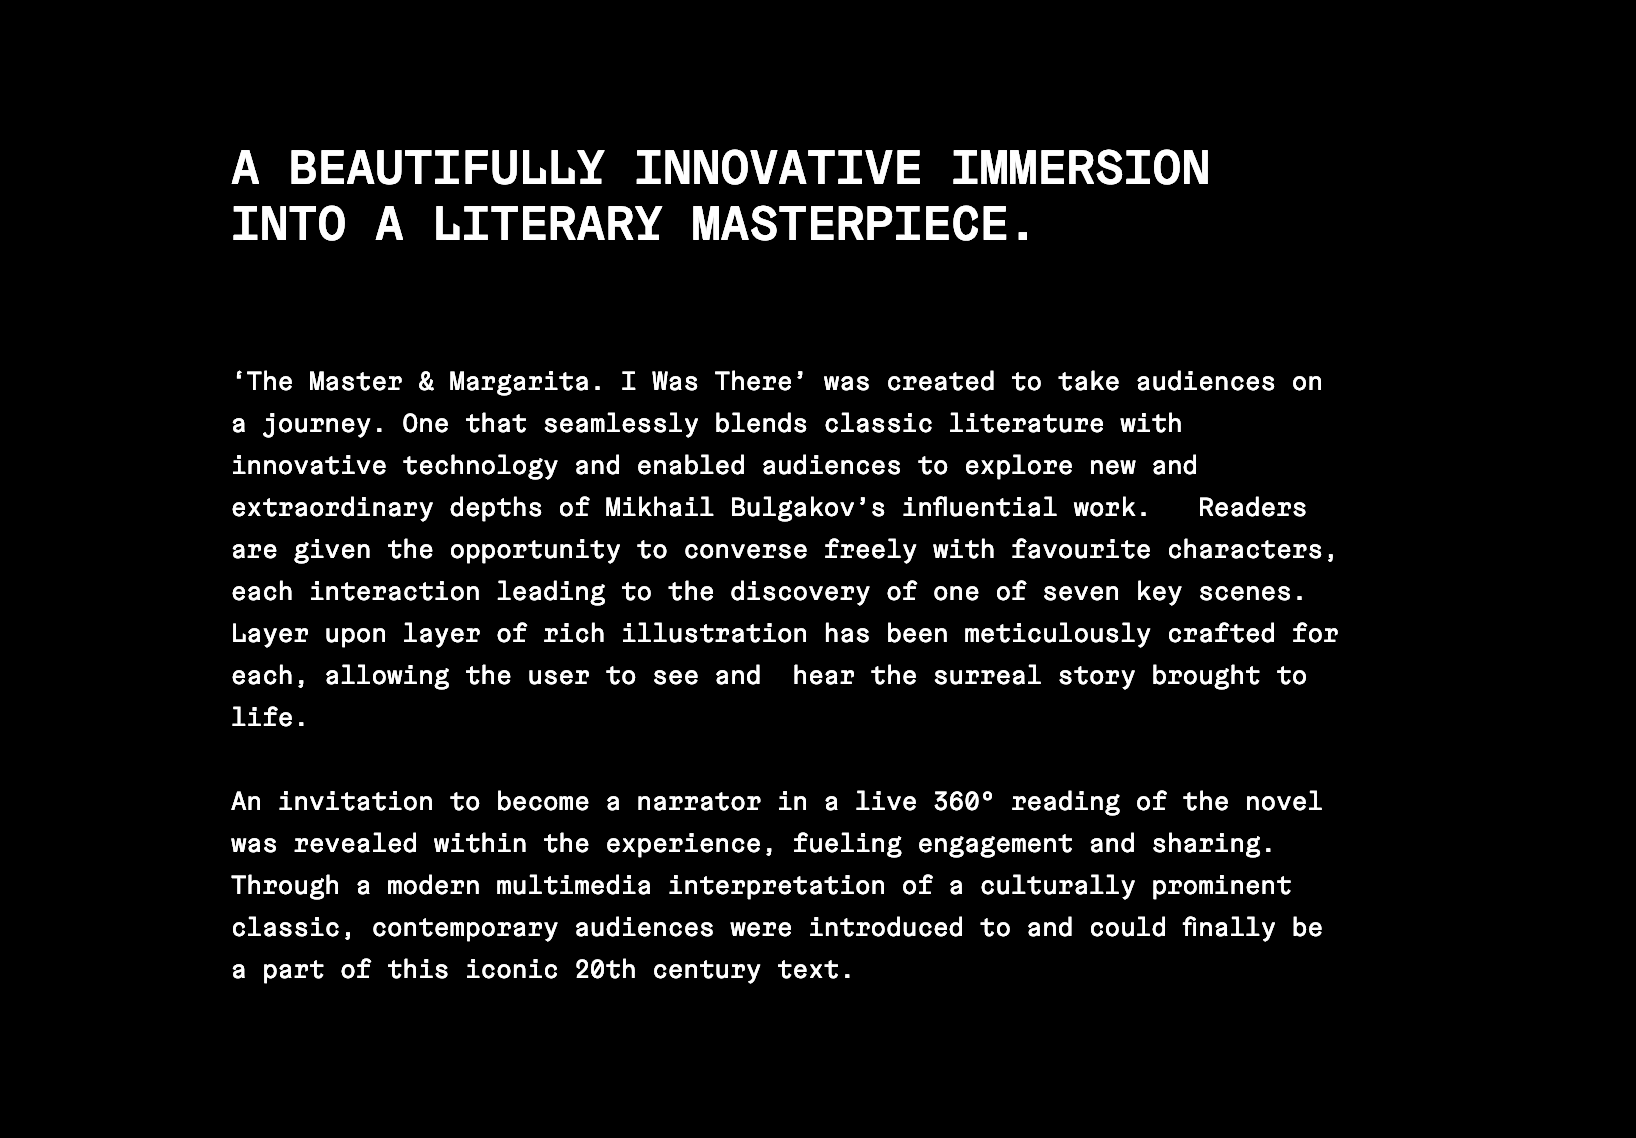 A BEAUTIFULLY INNOVATIVE IMMERSION
INTO A LITERARY MASTERPIECE.
‘The Master & Margarita. I Was There’ was created to take audiences on
a journey. One that seamlessly blends classic literature with
innovative technology and enabled audiences to explore new and
extraordinary depths of Mikhail Bulgakov’s influential work.   Readers
are given the opportunity to converse freely with favourite characters,
each interaction leading to the discovery of one of seven key scenes.
Layer upon layer of rich illustration has been meticulously crafted for
each, allowing the user to see and  hear the surreal story brought to
life.
An invitation to become a narrator in a live 360° reading of the novel
was revealed within the experience, fueling engagement and sharing.
Through a modern multimedia interpretation of a culturally prominent
classic, contemporary audiences were introduced to and could finally be
a part of this iconic 20th century text.